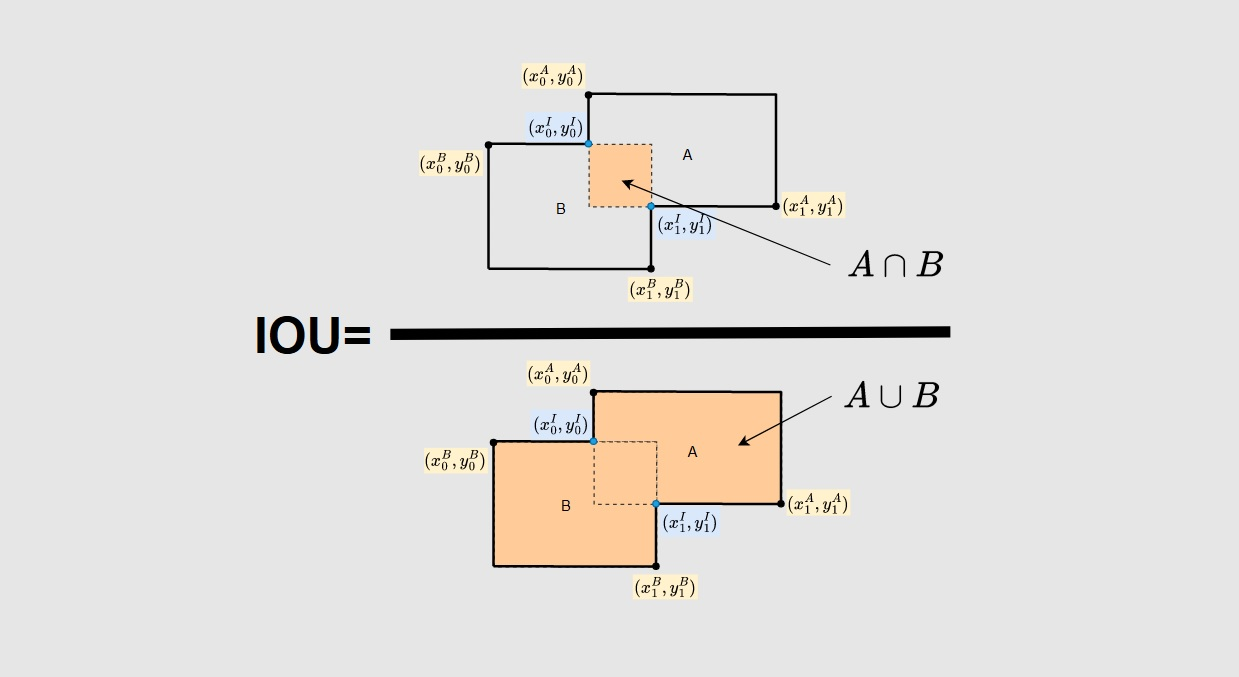 (x_0^A, y_0^A)
(x_0^I, y_0^I)
(x_0^B, y_0^B)
A
B
(x_1^A, y_1^A)
(x_1^I, y_1^I)
A ∩ B
(x_1^B, y_1^B)
IOU=
(x_0^A, y_0^A)
A ∪ B
(x_0^I, y_0^I)
(x_0^B, y_0^B)
A
B
(x_1^A, y_1^A)
(x_1^I, y_1^I)
(x_1^B, y_1^B)